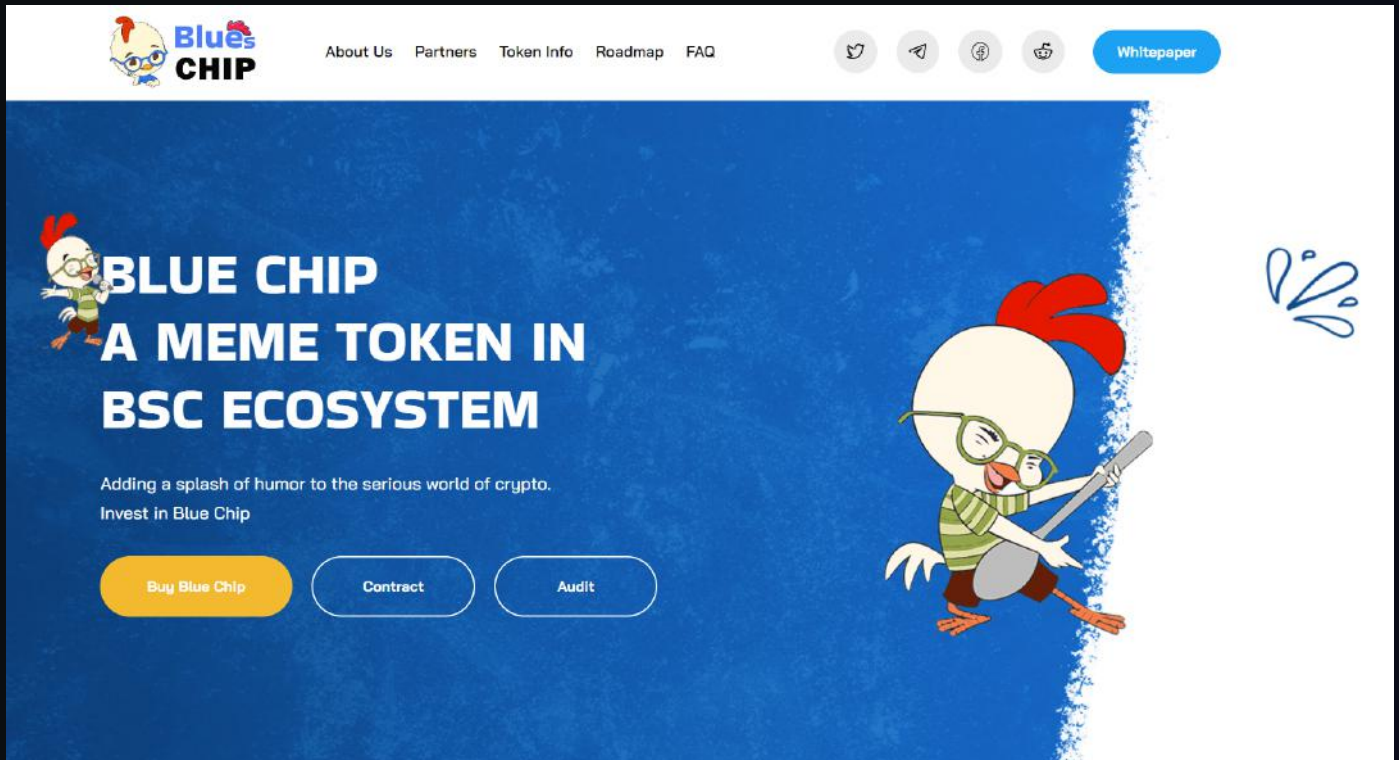 Blues
CHIP
About Us
Partners
Token Info
Roadmap
FAQ
Whitepaper
BLUE CHIP
A MEME TOKEN IN
BSC ECOSYSTEM
Adding a splash of humor to the serious world of crypto.
Invest in Blue Chip
Buy Blue Chip
Contract
Audit